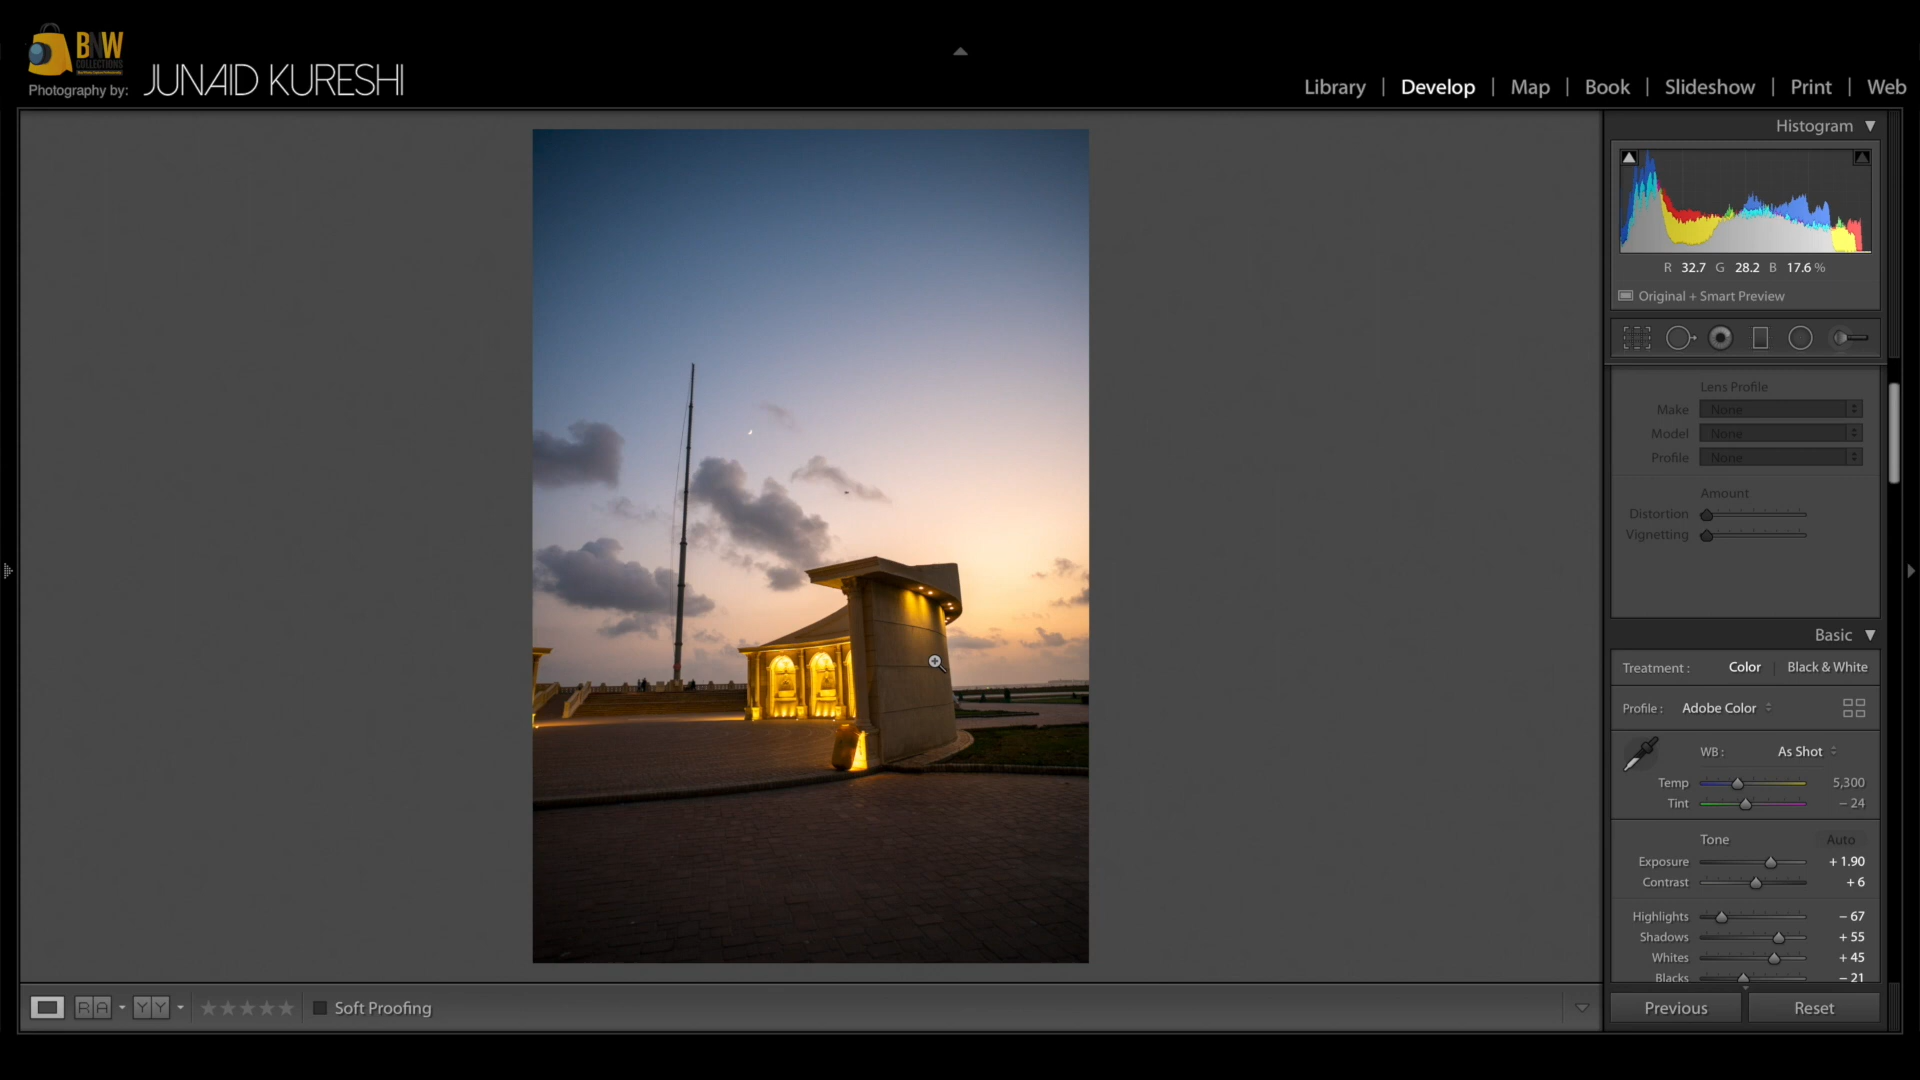 BNW
COLLECTIONS
Photography by: JUNAID KURESHI
Library | Develop | Map | Book | Slideshow | Print | Web
Histogram
R 32.7 G 28.2 B 17.6 %
Original + Smart Preview
Lens Profile
Make None
Model None
Profile None
Amount
Distortion
Vignetting
Basic
Treatment : Color Black & White
Profile : Adobe Color
WB : As Shot
Temp 5,300
Tint – 24
Tone Auto
Exposure + 1.90
Contrast + 6
Highlights – 67
Shadows + 55
Whites + 45
Blacks – 21
R A Y Y Soft Proofing
Previous Reset